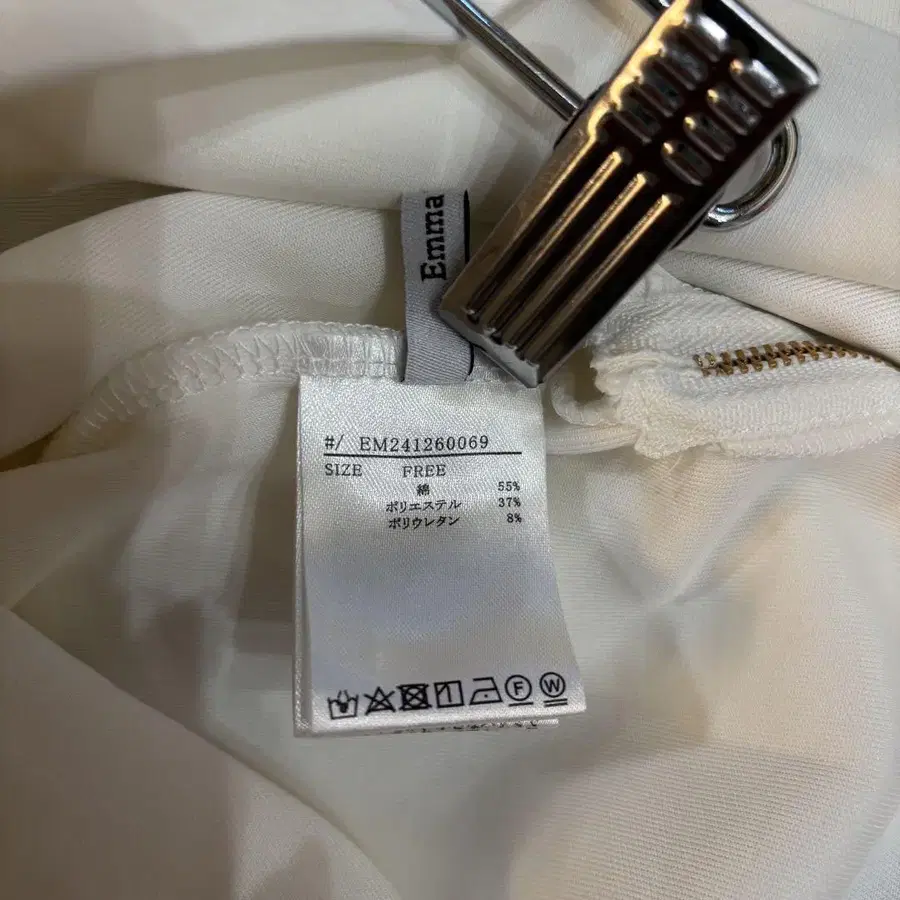 Emma
#/ EM241260069
SIZE FREE
綿 55%
ポリエステル 37%
ポリウレタン 8%
F W